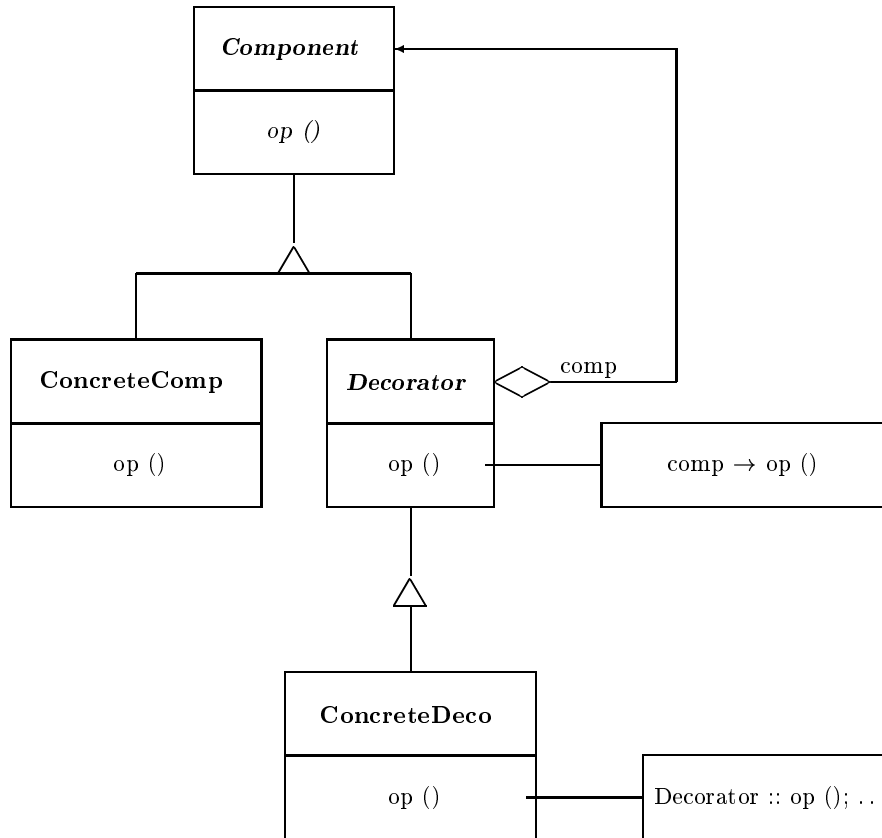 Component
op ()
ConcreteComp
Decorator
comp
op ()
op ()
comp → op ()
ConcreteDeco
op ()
Decorator :: op (); . .